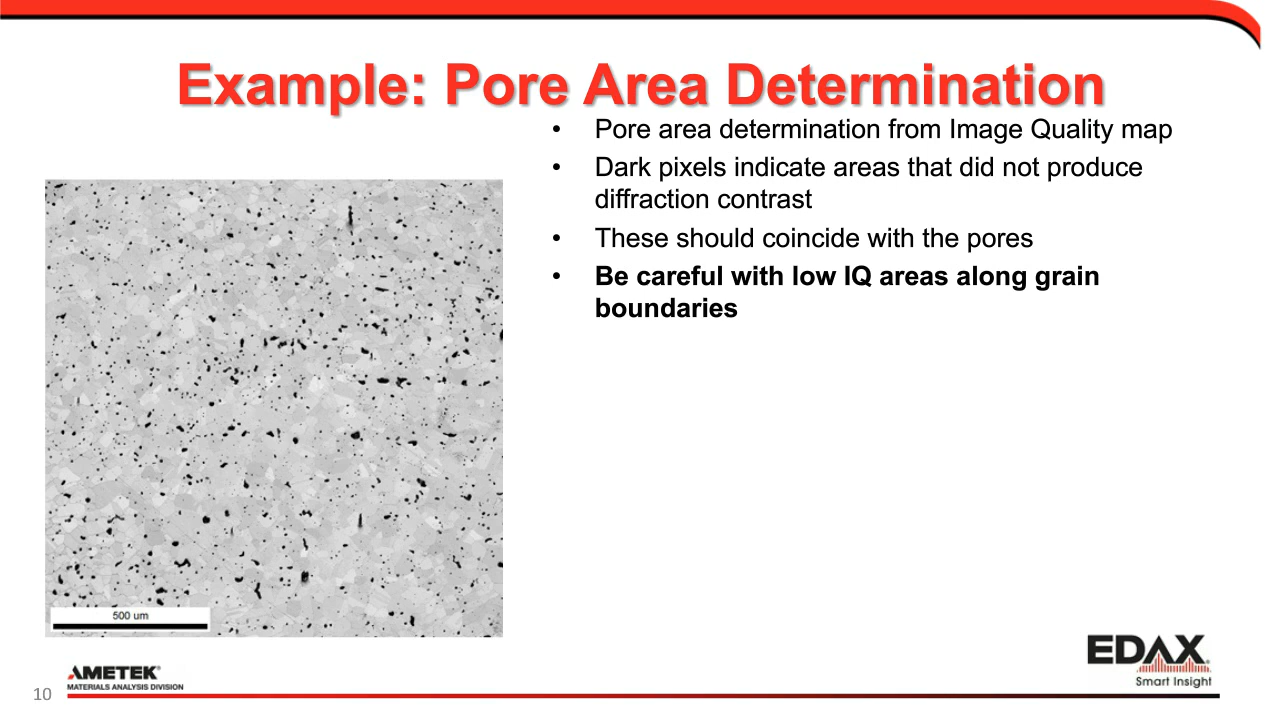 Example: Pore Area Determination
• Pore area determination from Image Quality map
• Dark pixels indicate areas that did not produce
diffraction contrast
• These should coincide with the pores
• Be careful with low IQ areas along grain
boundaries
500 um
AMETEK®
MATERIALS ANALYSIS DIVISION
EDAX
Smart Insight
10